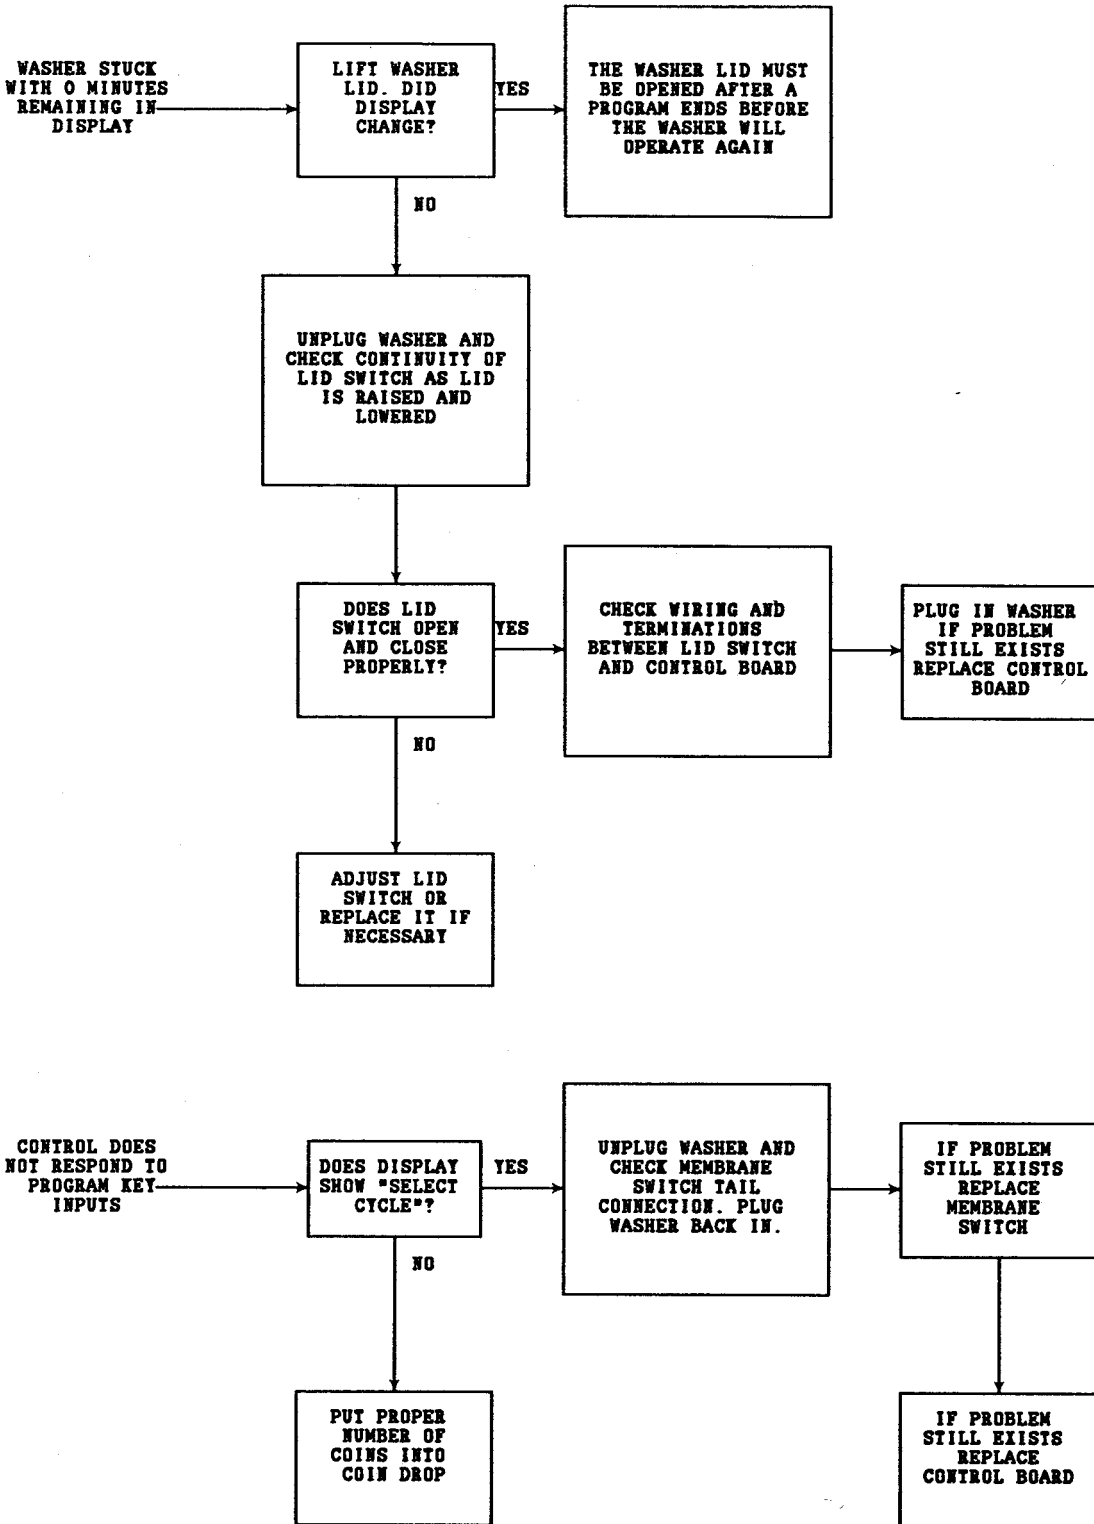 WASHER STUCK
WITH 0 MINUTES
REMAINING IN
DISPLAY
LIFT WASHER
LID. DID
DISPLAY
CHANGE?
YES
THE WASHER LID MUST
BE OPENED AFTER A
PROGRAM ENDS BEFORE
THE WASHER WILL
OPERATE AGAIN
NO
UNPLUG WASHER AND
CHECK CONTINUITY OF
LID SWITCH AS LID
IS RAISED AND
LOWERED
DOES LID
SWITCH OPEN
AND CLOSE
PROPERLY?
YES
CHECK WIRING AND
TERMINATIONS
BETWEEN LID SWITCH
AND CONTROL BOARD
PLUG IN WASHER
IF PROBLEM
STILL EXISTS
REPLACE CONTROL
BOARD
NO
ADJUST LID
SWITCH OR
REPLACE IT IF
NECESSARY
CONTROL DOES
NOT RESPOND TO
PROGRAM KEY
INPUTS
DOES DISPLAY
SHOW "SELECT
CYCLE"?
YES
UNPLUG WASHER AND
CHECK MEMBRANE
SWITCH TAIL
CONNECTION. PLUG
WASHER BACK IN.
IF PROBLEM
STILL EXISTS
REPLACE
MEMBRANE
SWITCH
NO
PUT PROPER
NUMBER OF
COINS INTO
COIN DROP
IF PROBLEM
STILL EXISTS
REPLACE
CONTROL BOARD